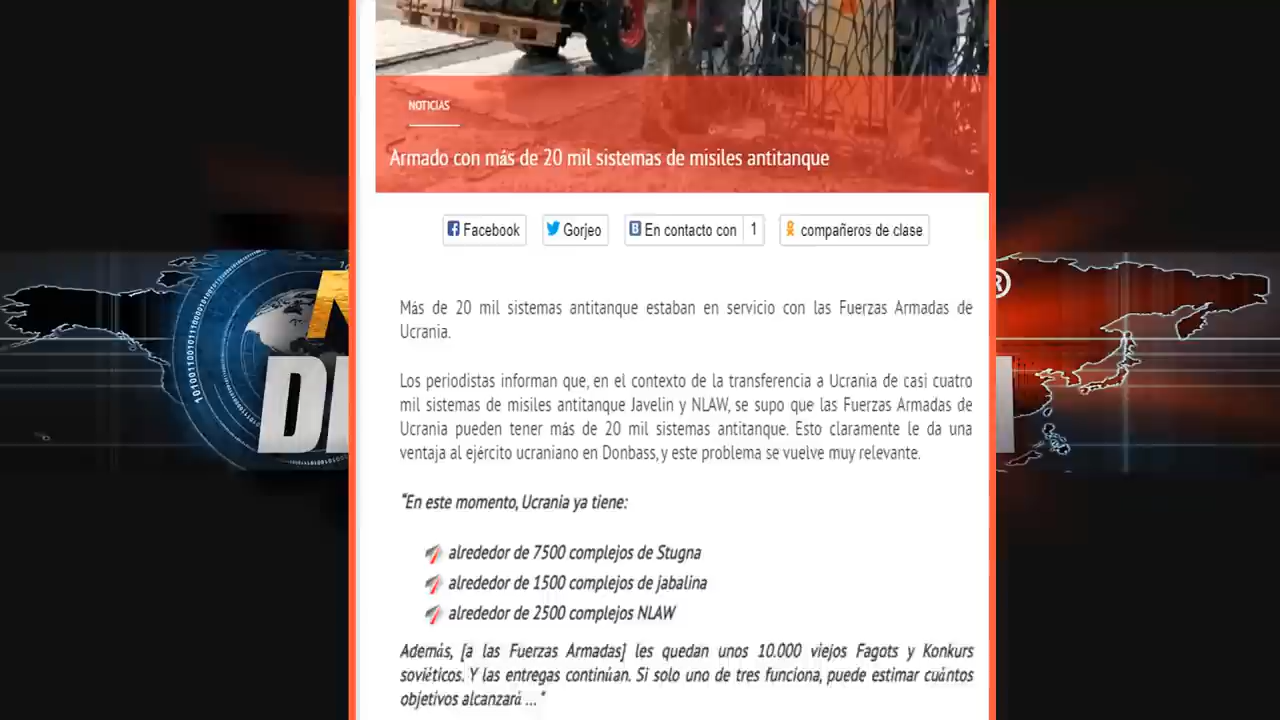 NOTICIAS
Armado con más de 20 mil sistemas de misiles antitanque
Facebook
Gorjeo
En contacto con
1
compañeros de clase
Más de 20 mil sistemas antitanque estaban en servicio con las Fuerzas Armadas de
Ucrania.
Los periodistas informan que, en el contexto de la transferencia a Ucrania de casi cuatro
mil sistemas de misiles antitanque Javelin y NLAW, se supo que las Fuerzas Armadas de
Ucrania pueden tener más de 20 mil sistemas antitanque. Esto claramente le da una
ventaja al ejército ucraniano en Donbass, y este problema se vuelve muy relevante.
“En este momento, Ucrania ya tiene:
alrededor de 7500 complejos de Stugna
alrededor de 1500 complejos de jabalina
alrededor de 2500 complejos NLAW
Además, [a las Fuerzas Armadas] les quedan unos 10.000 viejos Fagots y Konkurs
soviéticos. Y las entregas continúan. Si solo uno de tres funciona, puede estimar cuántos
objetivos alcanzará ... "